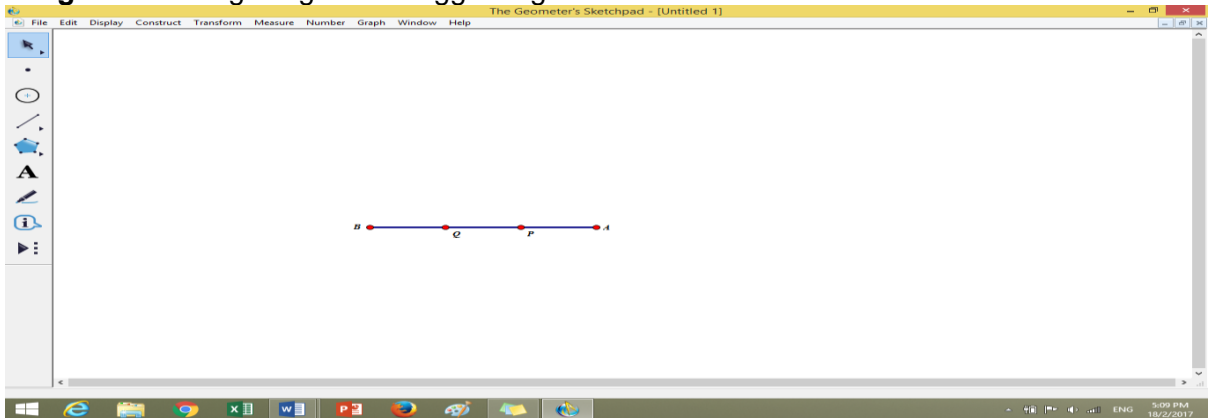 The Geometer's Sketchpad - [Untitled 1]
File Edit Display Construct Transform Measure Number Graph Window Help
A
B Q P A
ENG 5:09 PM
18/2/2017